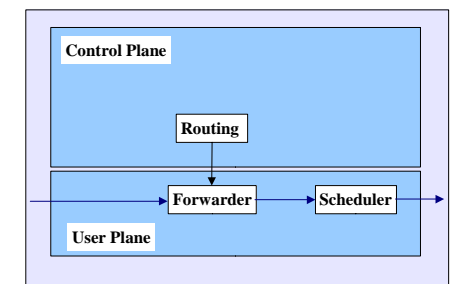 Control Plane
Routing
Forwarder
Scheduler
User Plane